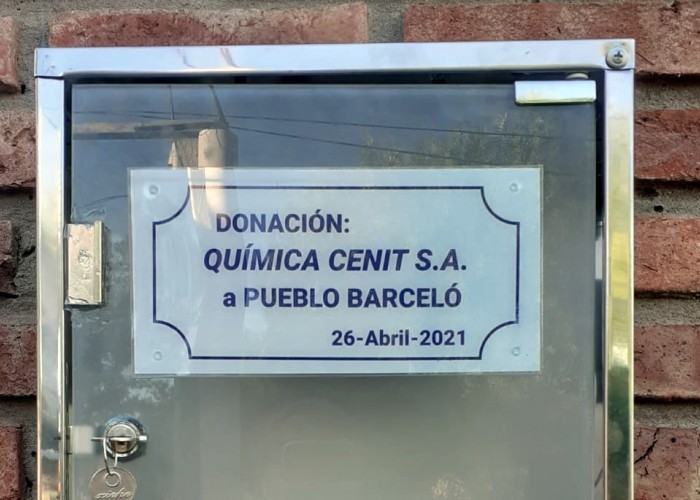 DONACIÓN:
QUÍMICA CENIT S.A.
a PUEBLO BARCELÓ
26-Abril-2021